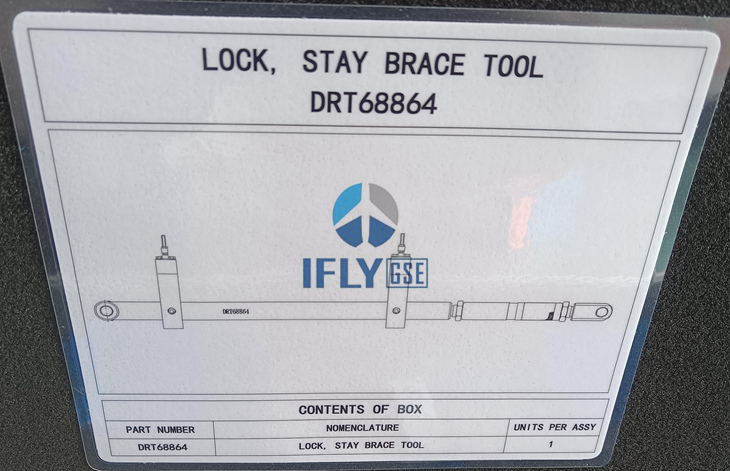 LOCK, STAY BRACE TOOL
DRT68864
IFLY GSE
DRT68864
CONTENTS OF BOX
PART NUMBER NOMENCLATURE UNITS PER ASSY
DRT68864 LOCK, STAY BRACE TOOL 1